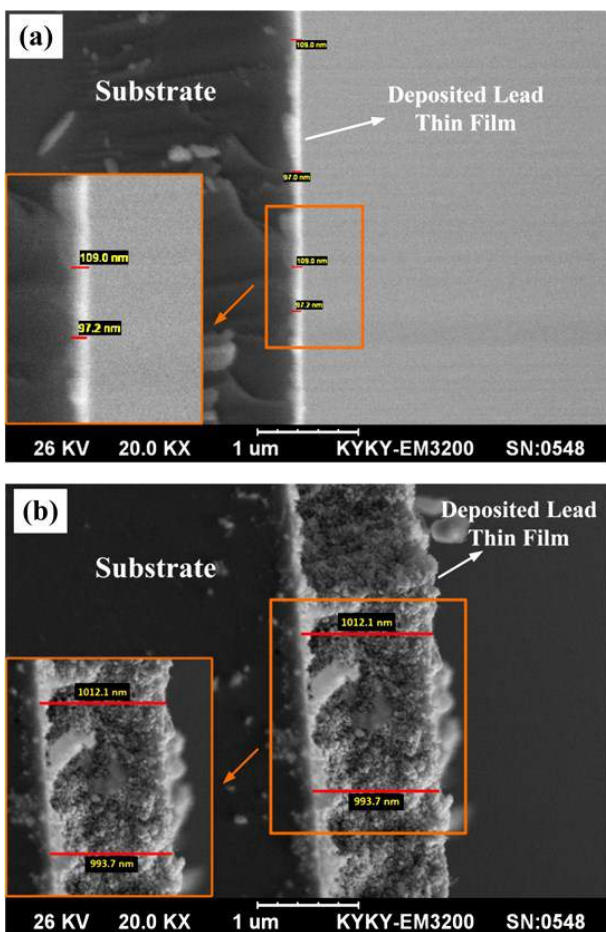 (a)
Substrate
Deposited Lead
Thin Film
109.0 nm
97.0 nm
109.0 nm
97.2 nm
109.0 nm
97.2 nm
26 KV 20.0 KX 1 um KYKY-EM3200 SN:0548
(b)
Substrate
Deposited Lead
Thin Film
1012.1 nm
993.7 nm
1012.1 nm
993.7 nm
26 KV 20.0 KX 1 um KYKY-EM3200 SN:0548